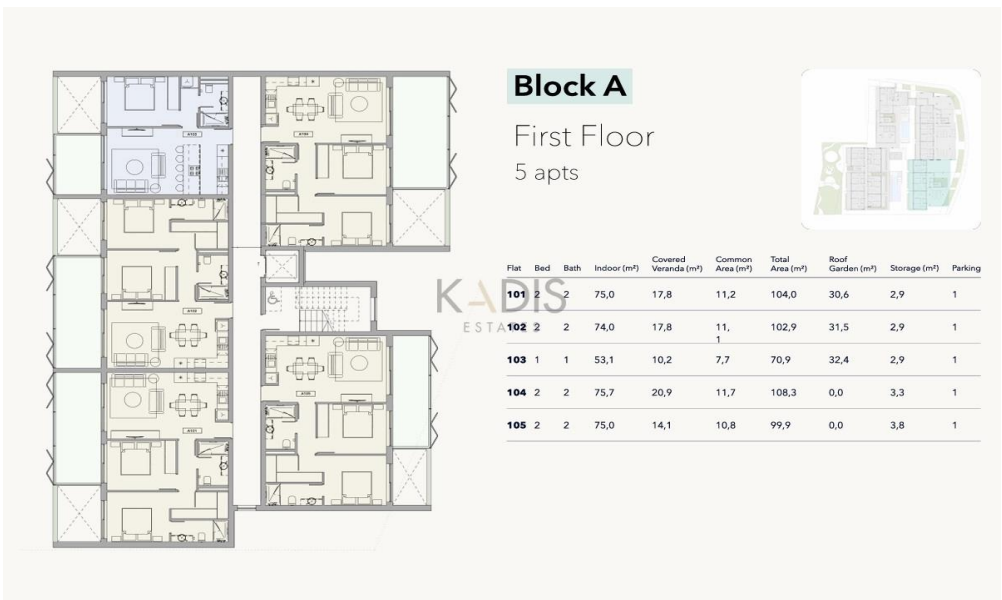 Block A
First Floor
5 apts
Flat Bed Bath Indoor (m²) Covered Veranda (m²) Common Area (m²) Total Area (m²) Roof Garden (m²) Storage (m²) Parking
101 2 2 75,0 17,8 11,2 104,0 30,6 2,9 1
102 2 2 74,0 17,8 11,1 102,9 31,5 2,9 1
103 1 1 53,1 10,2 7,7 70,9 32,4 2,9 1
104 2 2 75,7 20,9 11,7 108,3 0,0 3,3 1
105 2 2 75,0 14,1 10,8 99,9 0,0 3,8 1
KADIS
ESTATES
A103
A104
A102
A105
A101